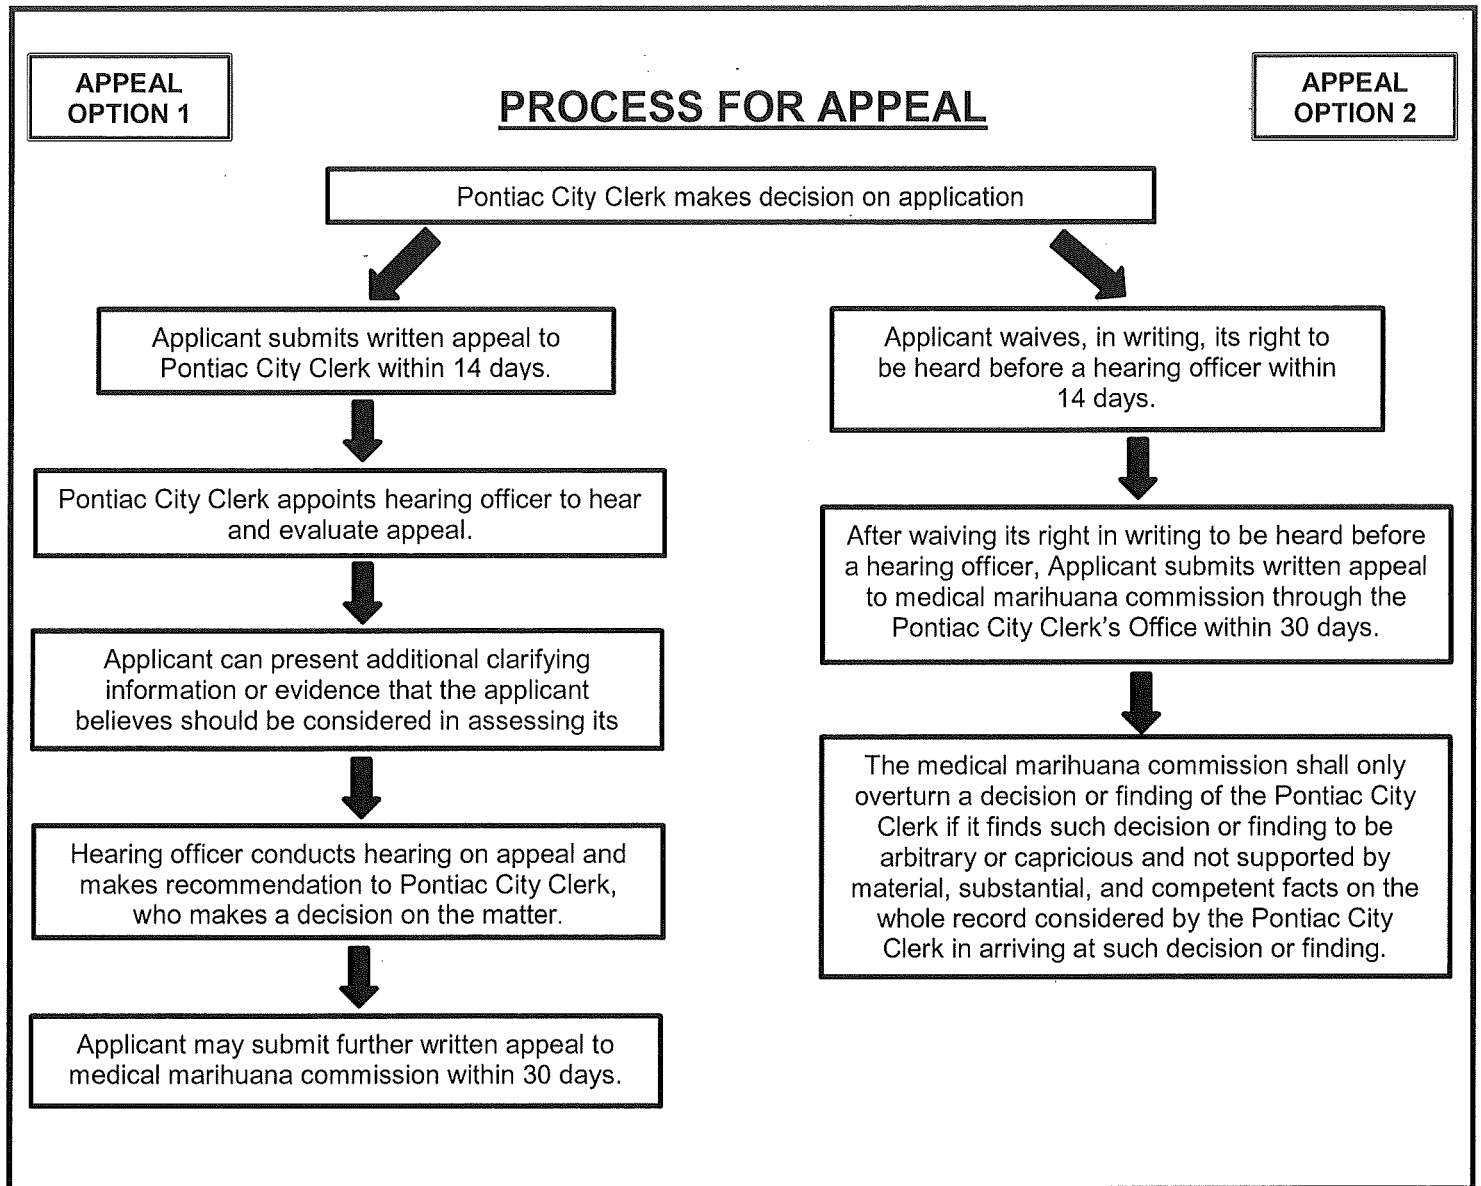 APPEAL
OPTION 1
PROCESS FOR APPEAL
APPEAL
OPTION 2
Pontiac City Clerk makes decision on application
Applicant submits written appeal to
Pontiac City Clerk within 14 days.
Pontiac City Clerk appoints hearing officer to hear
and evaluate appeal.
Applicant can present additional clarifying
information or evidence that the applicant
believes should be considered in assessing its
Hearing officer conducts hearing on appeal and
makes recommendation to Pontiac City Clerk,
who makes a decision on the matter.
Applicant may submit further written appeal to
medical marihuana commission within 30 days.
Applicant waives, in writing, its right to
be heard before a hearing officer within
14 days.
After waiving its right in writing to be heard before
a hearing officer, Applicant submits written appeal
to medical marihuana commission through the
Pontiac City Clerk's Office within 30 days.
The medical marihuana commission shall only
overturn a decision or finding of the Pontiac City
Clerk if it finds such decision or finding to be
arbitrary or capricious and not supported by
material, substantial, and competent facts on the
whole record considered by the Pontiac City
Clerk in arriving at such decision or finding.